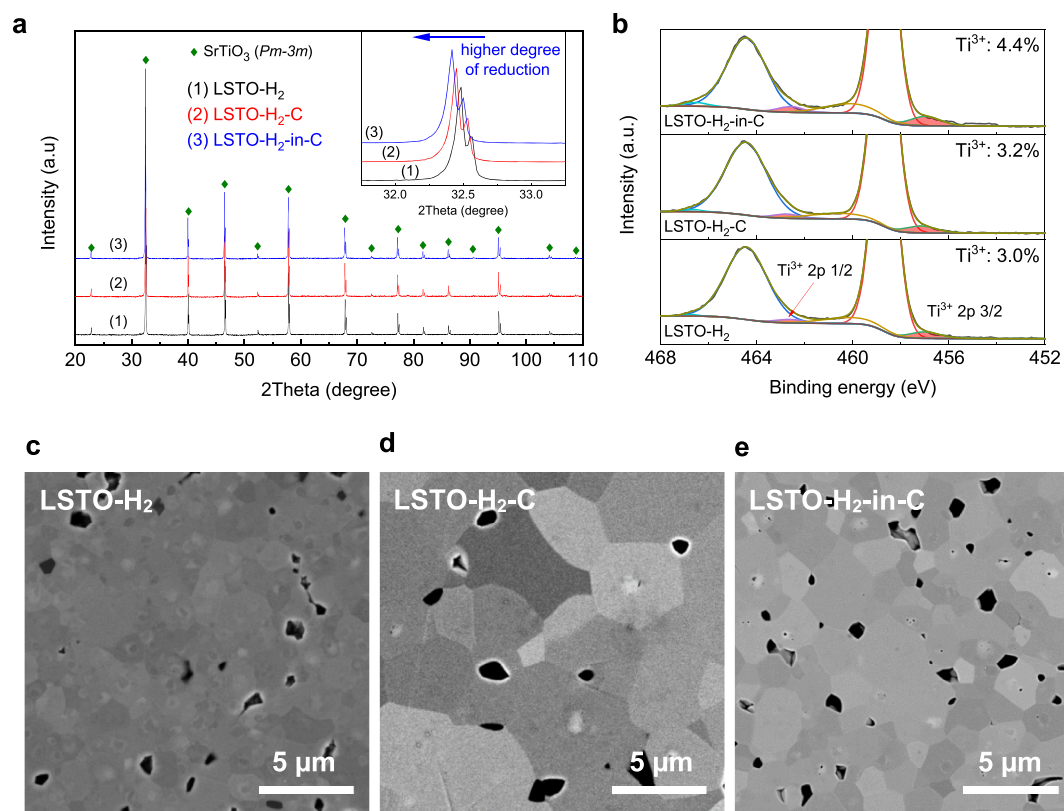 a
Intensity (a.u)
SrTiO₃ (Pm-3m)
(1) LSTO-H₂
(2) LSTO-H₂-C
(3) LSTO-H₂-in-C
higher degree
of reduction
(3)
(2)
(1)
32.0 32.5 33.0
2Theta (degree)
(3)
(2)
(1)
20 30 40 50 60 70 80 90 100 110
2Theta (degree)
b
Intensity (a.u.)
Ti³⁺: 4.4%
LSTO-H₂-in-C
Ti³⁺: 3.2%
LSTO-H₂-C
Ti³⁺: 3.0%
Ti³⁺ 2p 1/2
Ti³⁺ 2p 3/2
LSTO-H₂
468 464 460 456 452
Binding energy (eV)
c
LSTO-H₂
5 µm
d
LSTO-H₂-C
5 µm
e
LSTO-H₂-in-C
5 µm